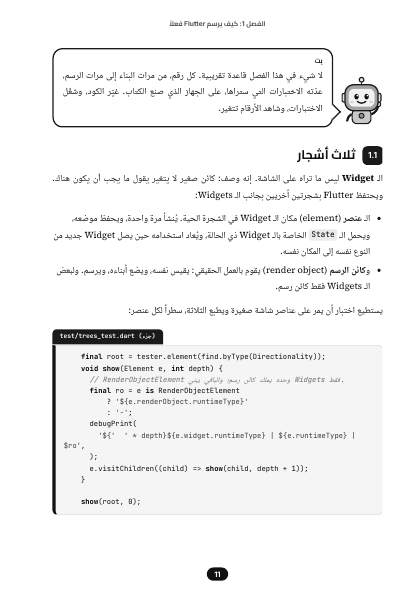 الفصل 1: كيف يرسم Flutter فعلاً
بِت
لا شيء في هذا الفصل قاعدة تقريبية. كل رقم، من مرات البناء إلى مرات الرسم،
عدّته الاختبارات التي ستراها، على الجهاز الذي صنع الكتاب. غيّر الكود، وشغّل
الاختبارات، وشاهد الأرقام تتغير.
1.1 ثلاث أشجار
الـ Widget ليس ما تراه على الشاشة. إنه وصف: كائن صغير لا يتغير يقول ما يجب أن يكون هناك.
ويحتفظ Flutter بشجرتين أخريين بجانب الـ Widgets:
• الـ عنصر (element) مكان الـ Widget في الشجرة الحية. يُنشأ مرة واحدة، ويحفظ موضعه،
ويحمل الـ State الخاصة بالـ Widget ذي الحالة، ويُعاد استخدامه حين يصل Widget جديد من
النوع نفسه إلى المكان نفسه.
• وكائن الرسم (render object) يقوم بالعمل الحقيقي: يقيس نفسه، ويضع أبناءه، ويرسم. ولبعض
الـ Widgets فقط كائن رسم.
يستطيع اختبار أن يمر على عناصر شاشة صغيرة ويطبع الثلاثة، سطراً لكل عنصر:
test/trees_test.dart (جزء)
final root = tester.element(find.byType(Directionality));
void show(Element e, int depth) {
// RenderObjectElement وحده يملك كائن رسم؛ والباقي يبني Widgets فقط.
final ro = e is RenderObjectElement
? '${e.renderObject.runtimeType}'
: '-';
debugPrint(
'${'  ' * depth}${e.widget.runtimeType} | ${e.runtimeType} |
$ro',
);
e.visitChildren((child) => show(child, depth + 1));
}
show(root, 0);
11